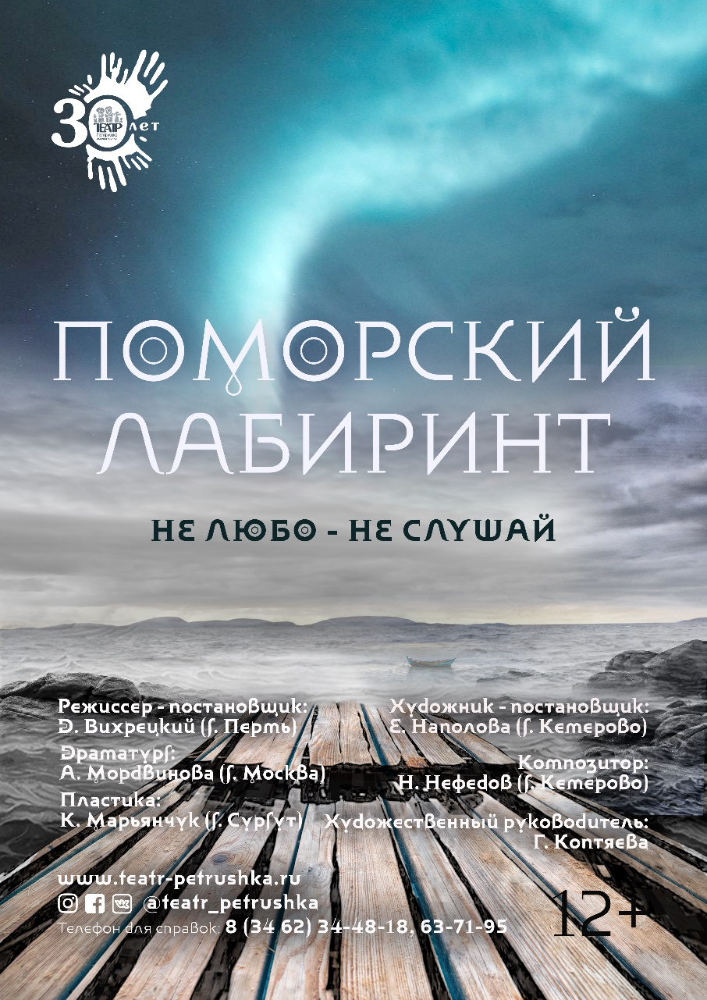 30 лет
ТЕАТР
Петрушка
ПОМОРСКИЙ
ЛАБИРИНТ
НЕ ЛЮБО - НЕ СЛУШАЙ
Режиссер - постановщик:
Д. Вихрецкий (г. Пермь)
Драматург:
А. Мордвинова (г. Москва)
Пластика:
К. Марьянчук (г. Сургут)
Художник - постановщик:
Е. Наполова (г. Кемерово)
Композитор:
Н. Нефедов (г. Кемерово)
Художественный руководитель:
Г. Коптяева
www.teatr-petrushka.ru
@teatr_petrushka
Телефон для справок: 8 (34 62) 34-48-18, 63-71-95
12+